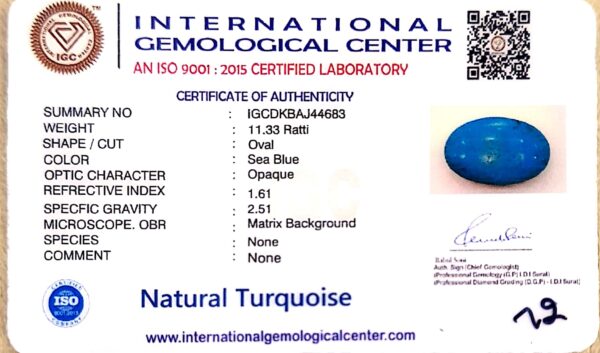 INTERNATIONAL
GEMOLOGICAL CENTER
AN ISO 9001 : 2015 CERTIFIED LABORATORY
IGC
CERTIFICATE OF AUTHENTICITY
SUMMARY NO : IGCDKBAJ44683
WEIGHT : 11.33 Ratti
SHAPE / CUT : Oval
COLOR : Sea Blue
OPTIC CHARACTER : Opaque
REFRECTIVE INDEX : 1.61
SPECFIC GRAVITY : 2.51
MICROSCOPE. OBR : Matrix Background
SPECIES : None
COMMENT : None
Auth. Sign (Chief Gemologist)
(Professional Gemology (G.P) I.D.I Surat)
(Professional Diamond Grading (D.G.P) - I.D.I Surat)
ISO
Natural Turquoise
www.internationalgemologicalcenter.com